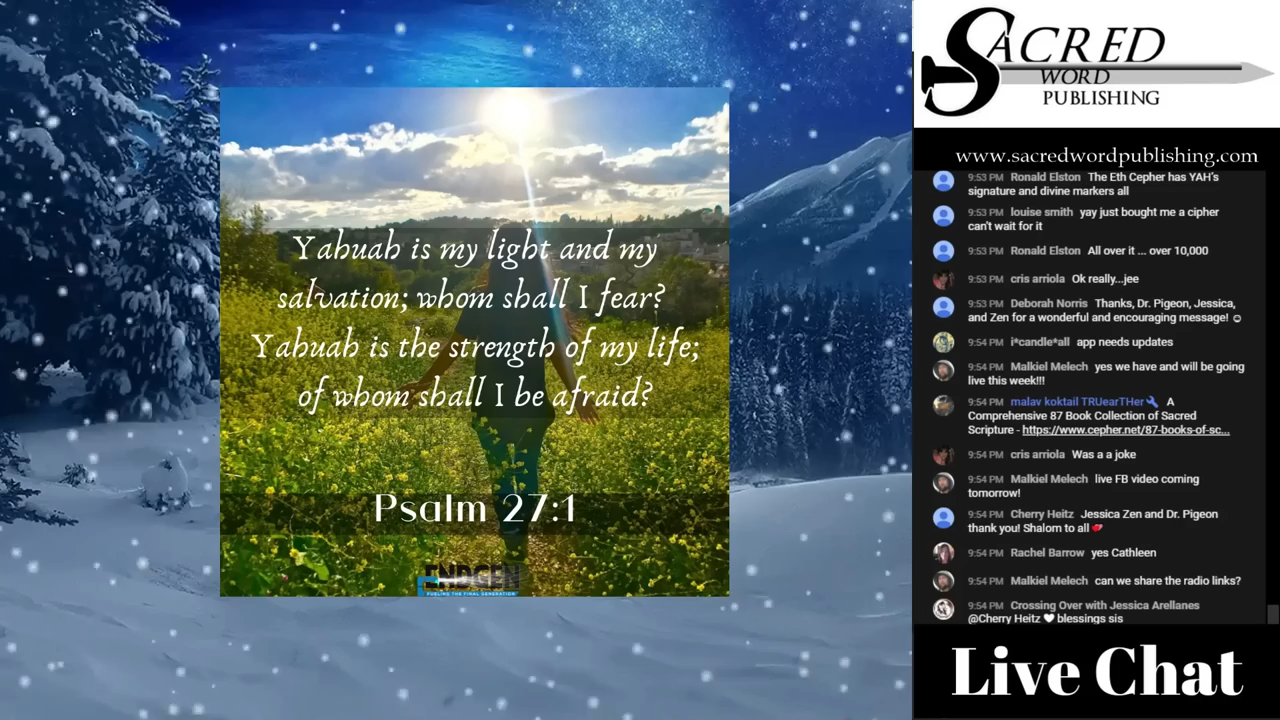 Yahuah is my light and my
salvation; whom shall I fear?
Yahuah is the strength of my life;
of whom shall I be afraid?
Psalm 27:1
ENDGEN
FUELING THE FINAL GENERATION
SACRED
WORD
PUBLISHING
www.sacredwordpublishing.com
9:53 PM Ronald Elston The Eth Cepher has YAH's
signature and divine markers all
9:53 PM louise smith yay just bought me a cipher
can't wait for it
9:53 PM Ronald Elston All over it ... over 10,000
9:53 PM cris arriola Ok really...jee
9:53 PM Deborah Norris Thanks, Dr. Pigeon, Jessica,
and Zen for a wonderful and encouraging message! ☺
9:54 PM i*candle*all app needs updates
9:54 PM Malkiel Melech yes we have and will be going
live this week!!!
9:54 PM malav koktail TRUearTHer 🔧 A
Comprehensive 87 Book Collection of Sacred
Scripture - https://www.cepher.net/87-books-of-sc...
9:54 PM cris arriola Was a a joke
9:54 PM Malkiel Melech live FB video coming
tomorrow!
9:54 PM Cherry Heitz Jessica Zen and Dr. Pigeon
thank you! Shalom to all 💕
9:54 PM Rachel Barrow yes Cathleen
9:54 PM Malkiel Melech can we share the radio links?
9:54 PM Crossing Over with Jessica Arellanes
@Cherry Heitz 🤍 blessings sis
Live Chat